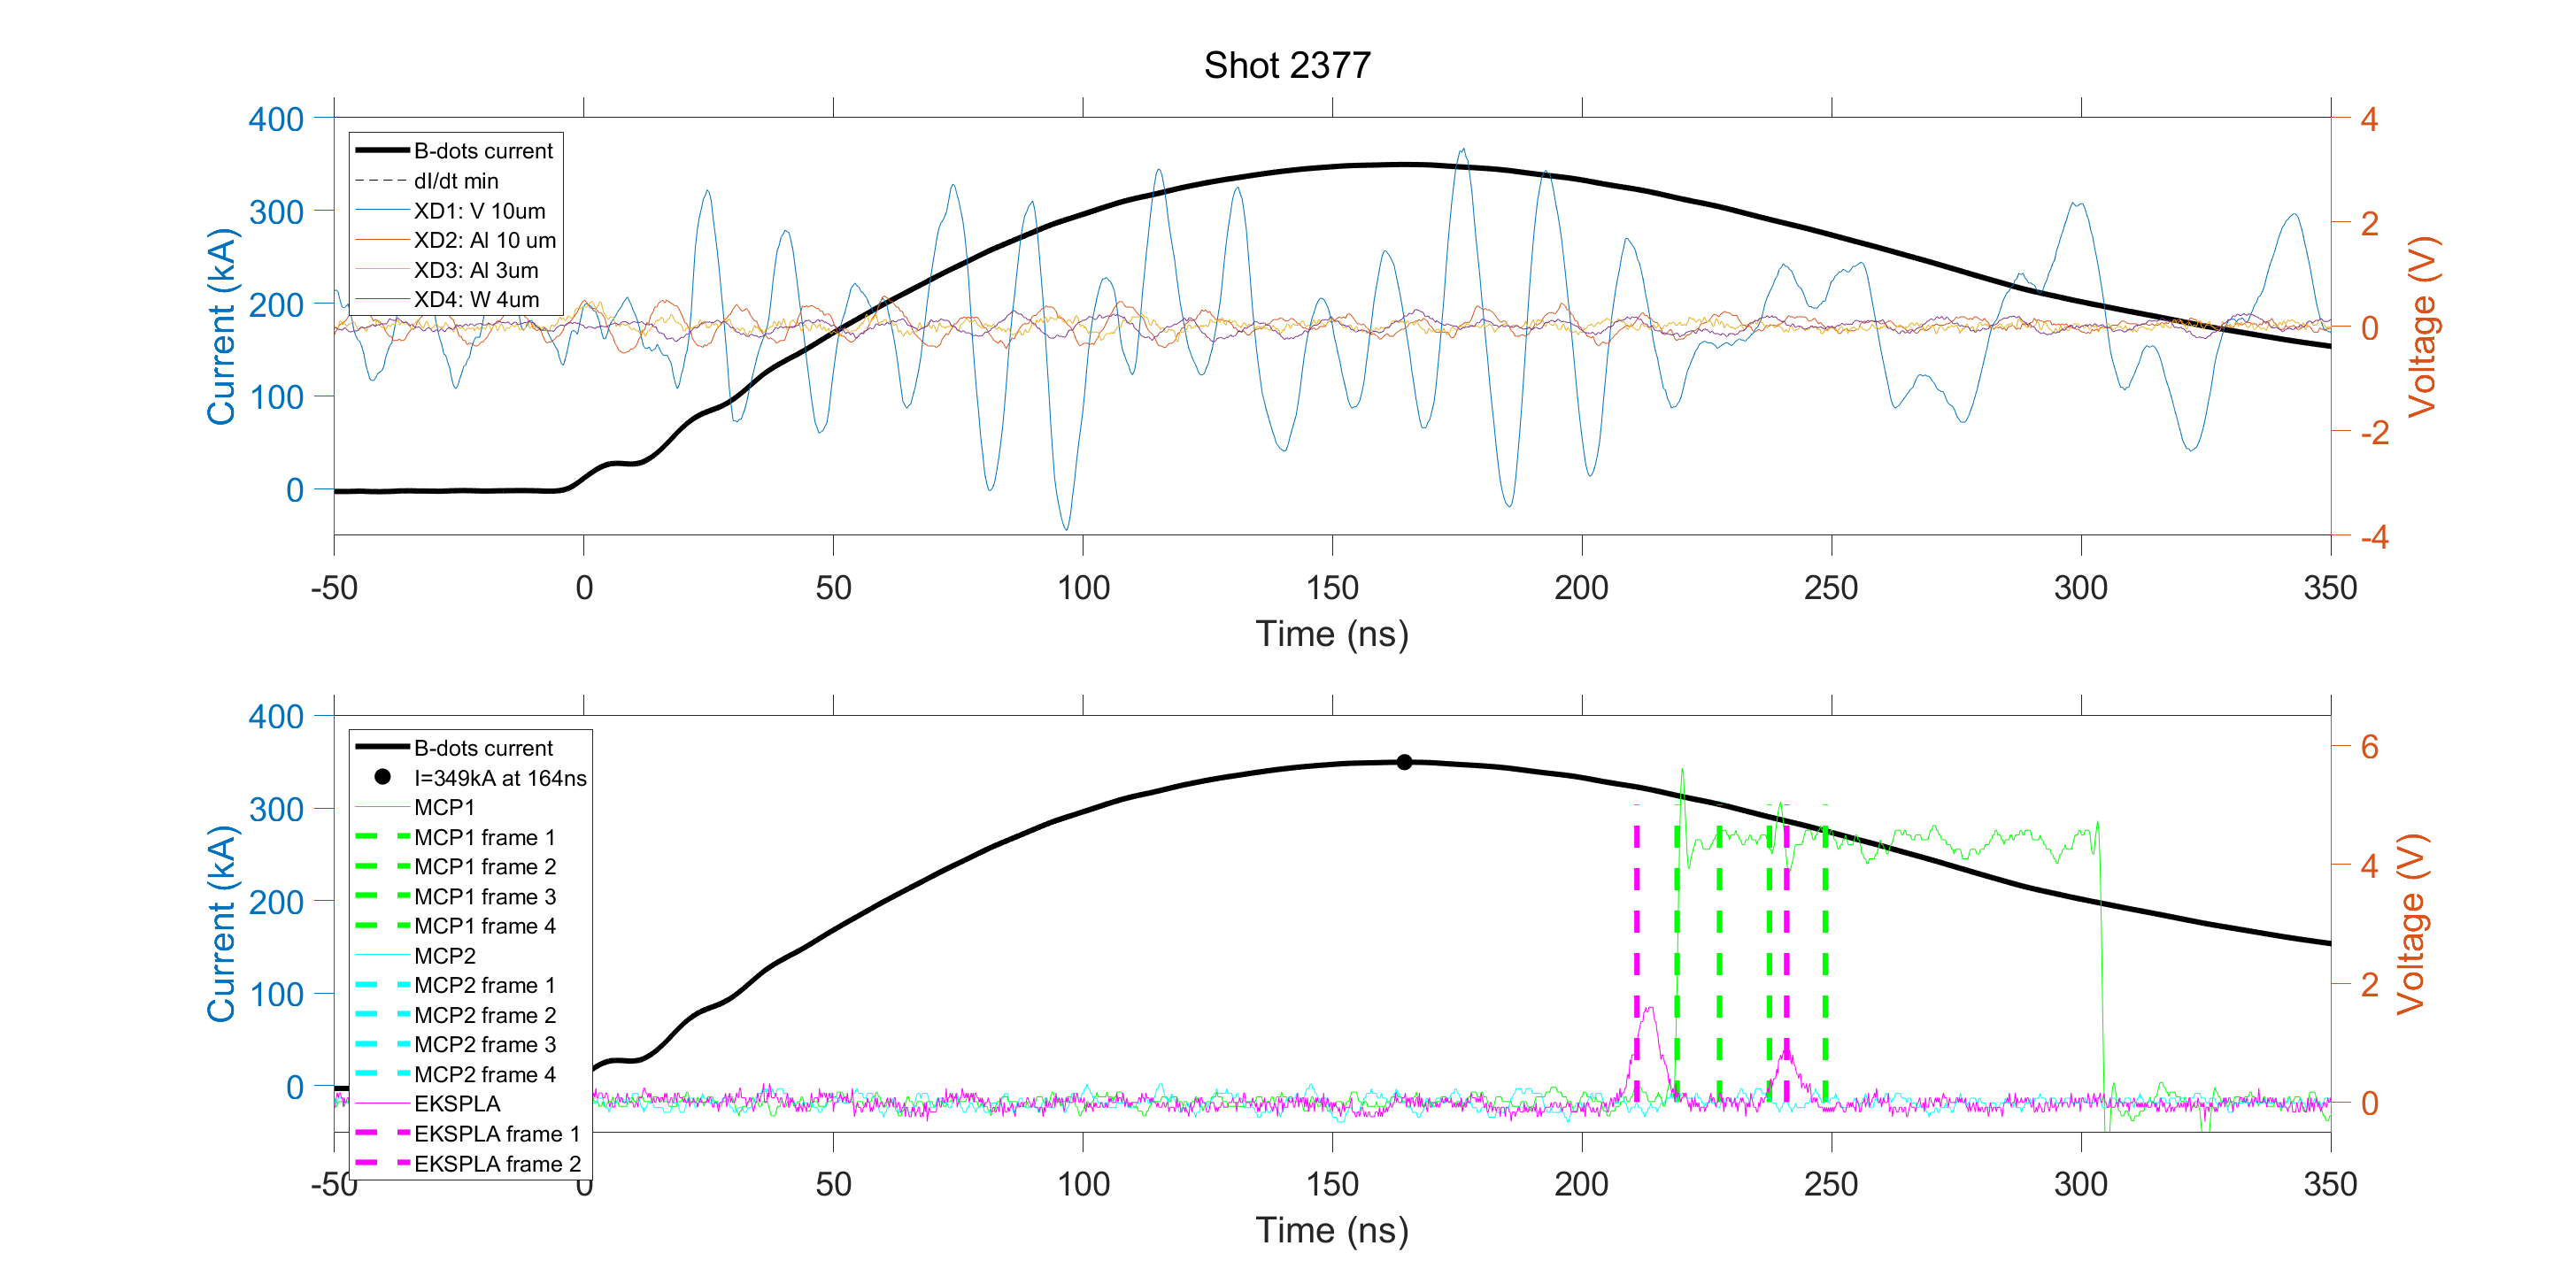 Shot 2377
400
300
200
100
0
Current (kA)
4
2
0
-2
-4
Voltage (V)
B-dots current
dI/dt min
XD1: V 10um
XD2: Al 10 um
XD3: Al 3um
XD4: W 4um
-50 0 50 100 150 200 250 300 350
Time (ns)
400
300
200
100
0
Current (kA)
6
4
2
0
Voltage (V)
B-dots current
I=349kA at 164ns
MCP1
MCP1 frame 1
MCP1 frame 2
MCP1 frame 3
MCP1 frame 4
MCP2
MCP2 frame 1
MCP2 frame 2
MCP2 frame 3
MCP2 frame 4
EKSPLA
EKSPLA frame 1
EKSPLA frame 2
-50 0 50 100 150 200 250 300 350
Time (ns)